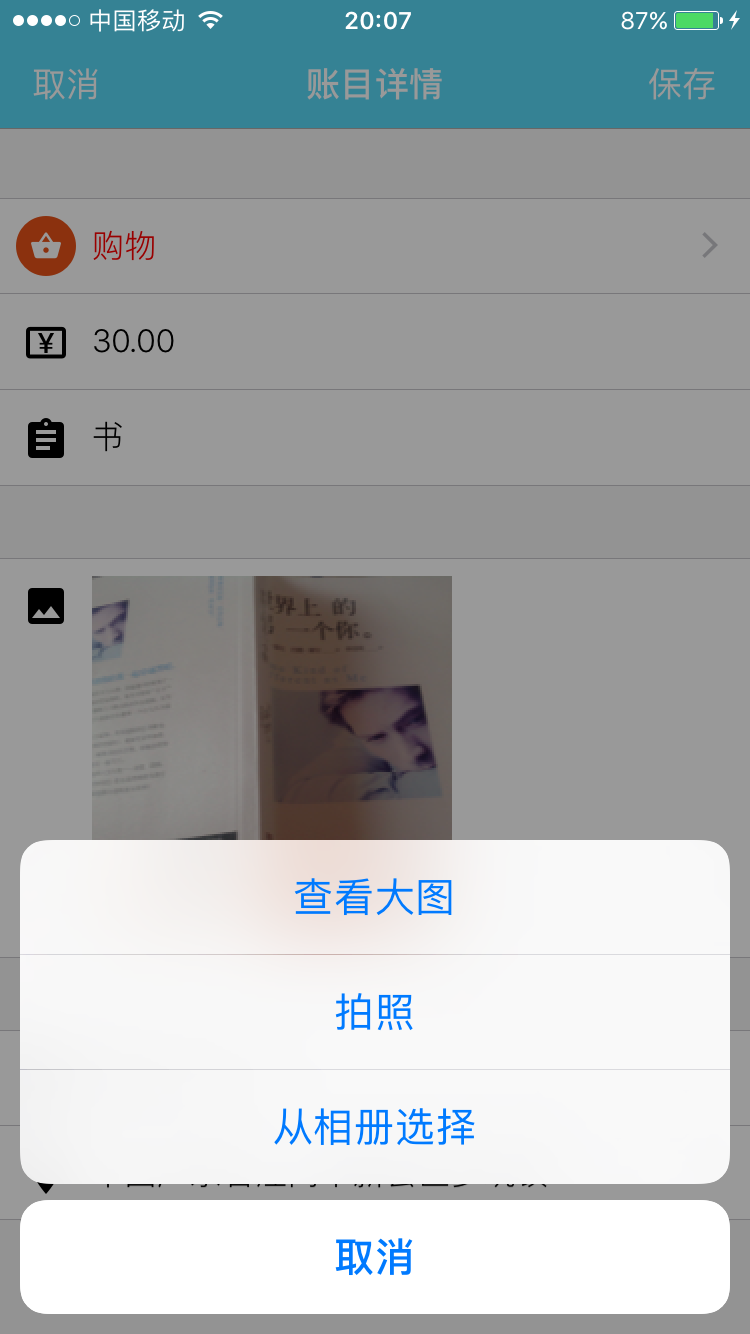 中国移动 20:07 87%
取消 账目详情 保存
购物
¥ 30.00
书
界上 的
一个你。
查看大图
拍照
从相册选择
取消